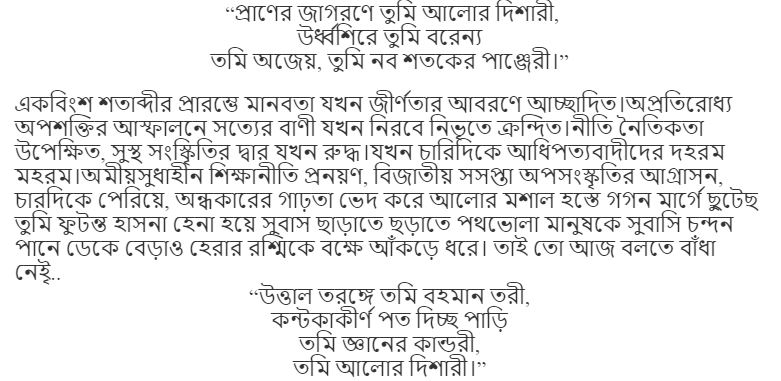 “প্রাণের জাগরণে তুমি আলোর দিশারী,
উর্ধ্বশিরে তুমি বরেন্য
তমি অজেয়, তুমি নব শতকের পাঞ্জেরী।”
একবিংশ শতাব্দীর প্রারম্ভে মানবতা যখন জীর্ণতার আবরণে আচ্ছাদিত।অপ্রতিরোধ্য
অপশক্তির আস্ফালনে সত্যের বাণী যখন নিরবে নিভৃতে ক্রন্দিত।নীতি নৈতিকতা
উপেক্ষিত, সুস্থ সংস্কিৃতির দ্বার যখন রুদ্ধ।যখন চারিদিকে আধিপত্যবাদীদের দহরম
মহরম।অমীয়সুধাহীন শিক্ষানীতি প্রনয়ণ, বিজাতীয় সসপ্তা অপসংস্কৃতির আগ্রাসন,
চারদিকে পেরিয়ে, অন্ধকারের গাঢ়তা ভেদ করে আলোর মশাল হস্তে গগন মার্গে ছুটেছ
তুমি ফুটন্ত হাসনা হেনা হয়ে সুবাস ছাড়াতে ছড়াতে পথভোলা মানুষকে সুবাসি চন্দন
পানে ডেকে বেড়াও হেরার রশ্মিকে বক্ষে আঁকড়ে ধরে। তাই তো আজ বলতে বাঁধা
নেই..
“উত্তাল তরঙ্গে তমি বহমান তরী,
কন্টকাকীর্ণ পত দিচ্ছ পাড়ি
তমি জ্ঞানের কান্ডরী,
তমি আলোর দিশারী।”